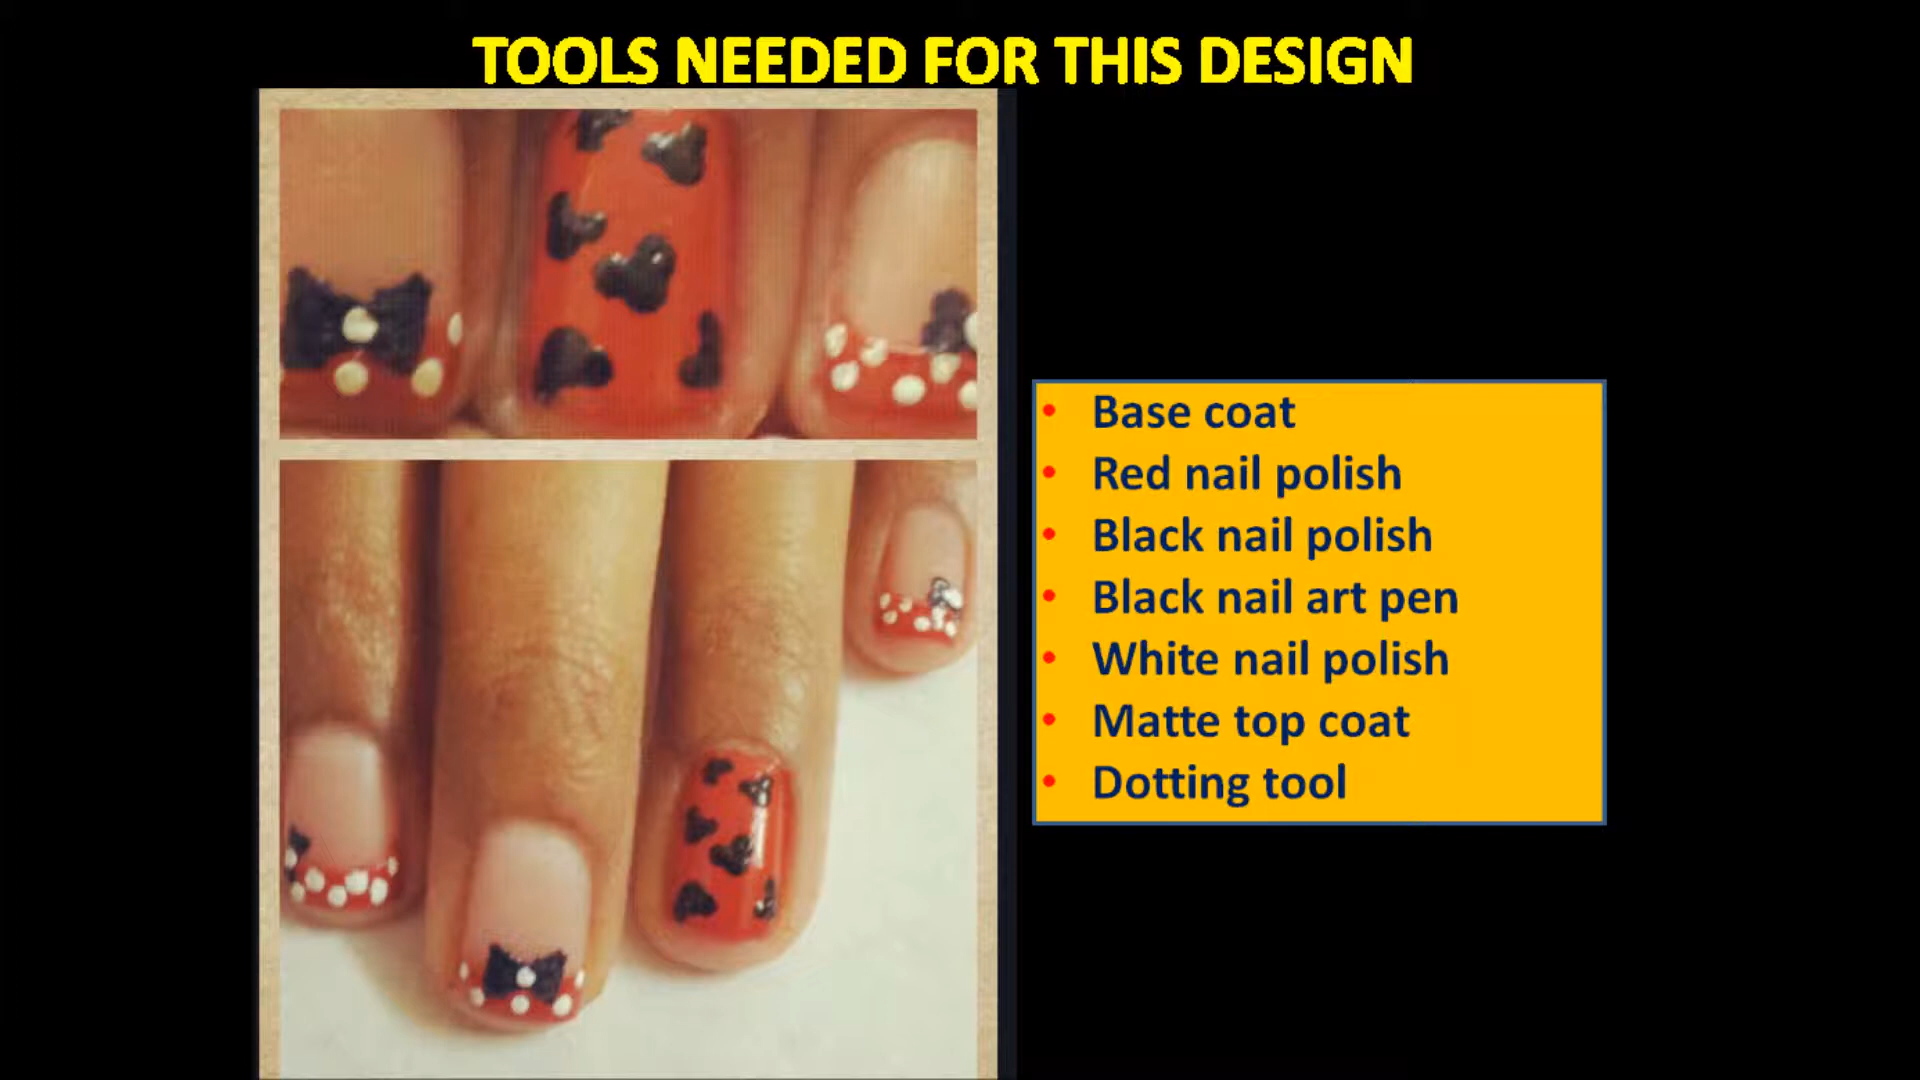 TOOLS NEEDED FOR THIS DESIGN
• Base coat
• Red nail polish
• Black nail polish
• Black nail art pen
• White nail polish
• Matte top coat
• Dotting tool